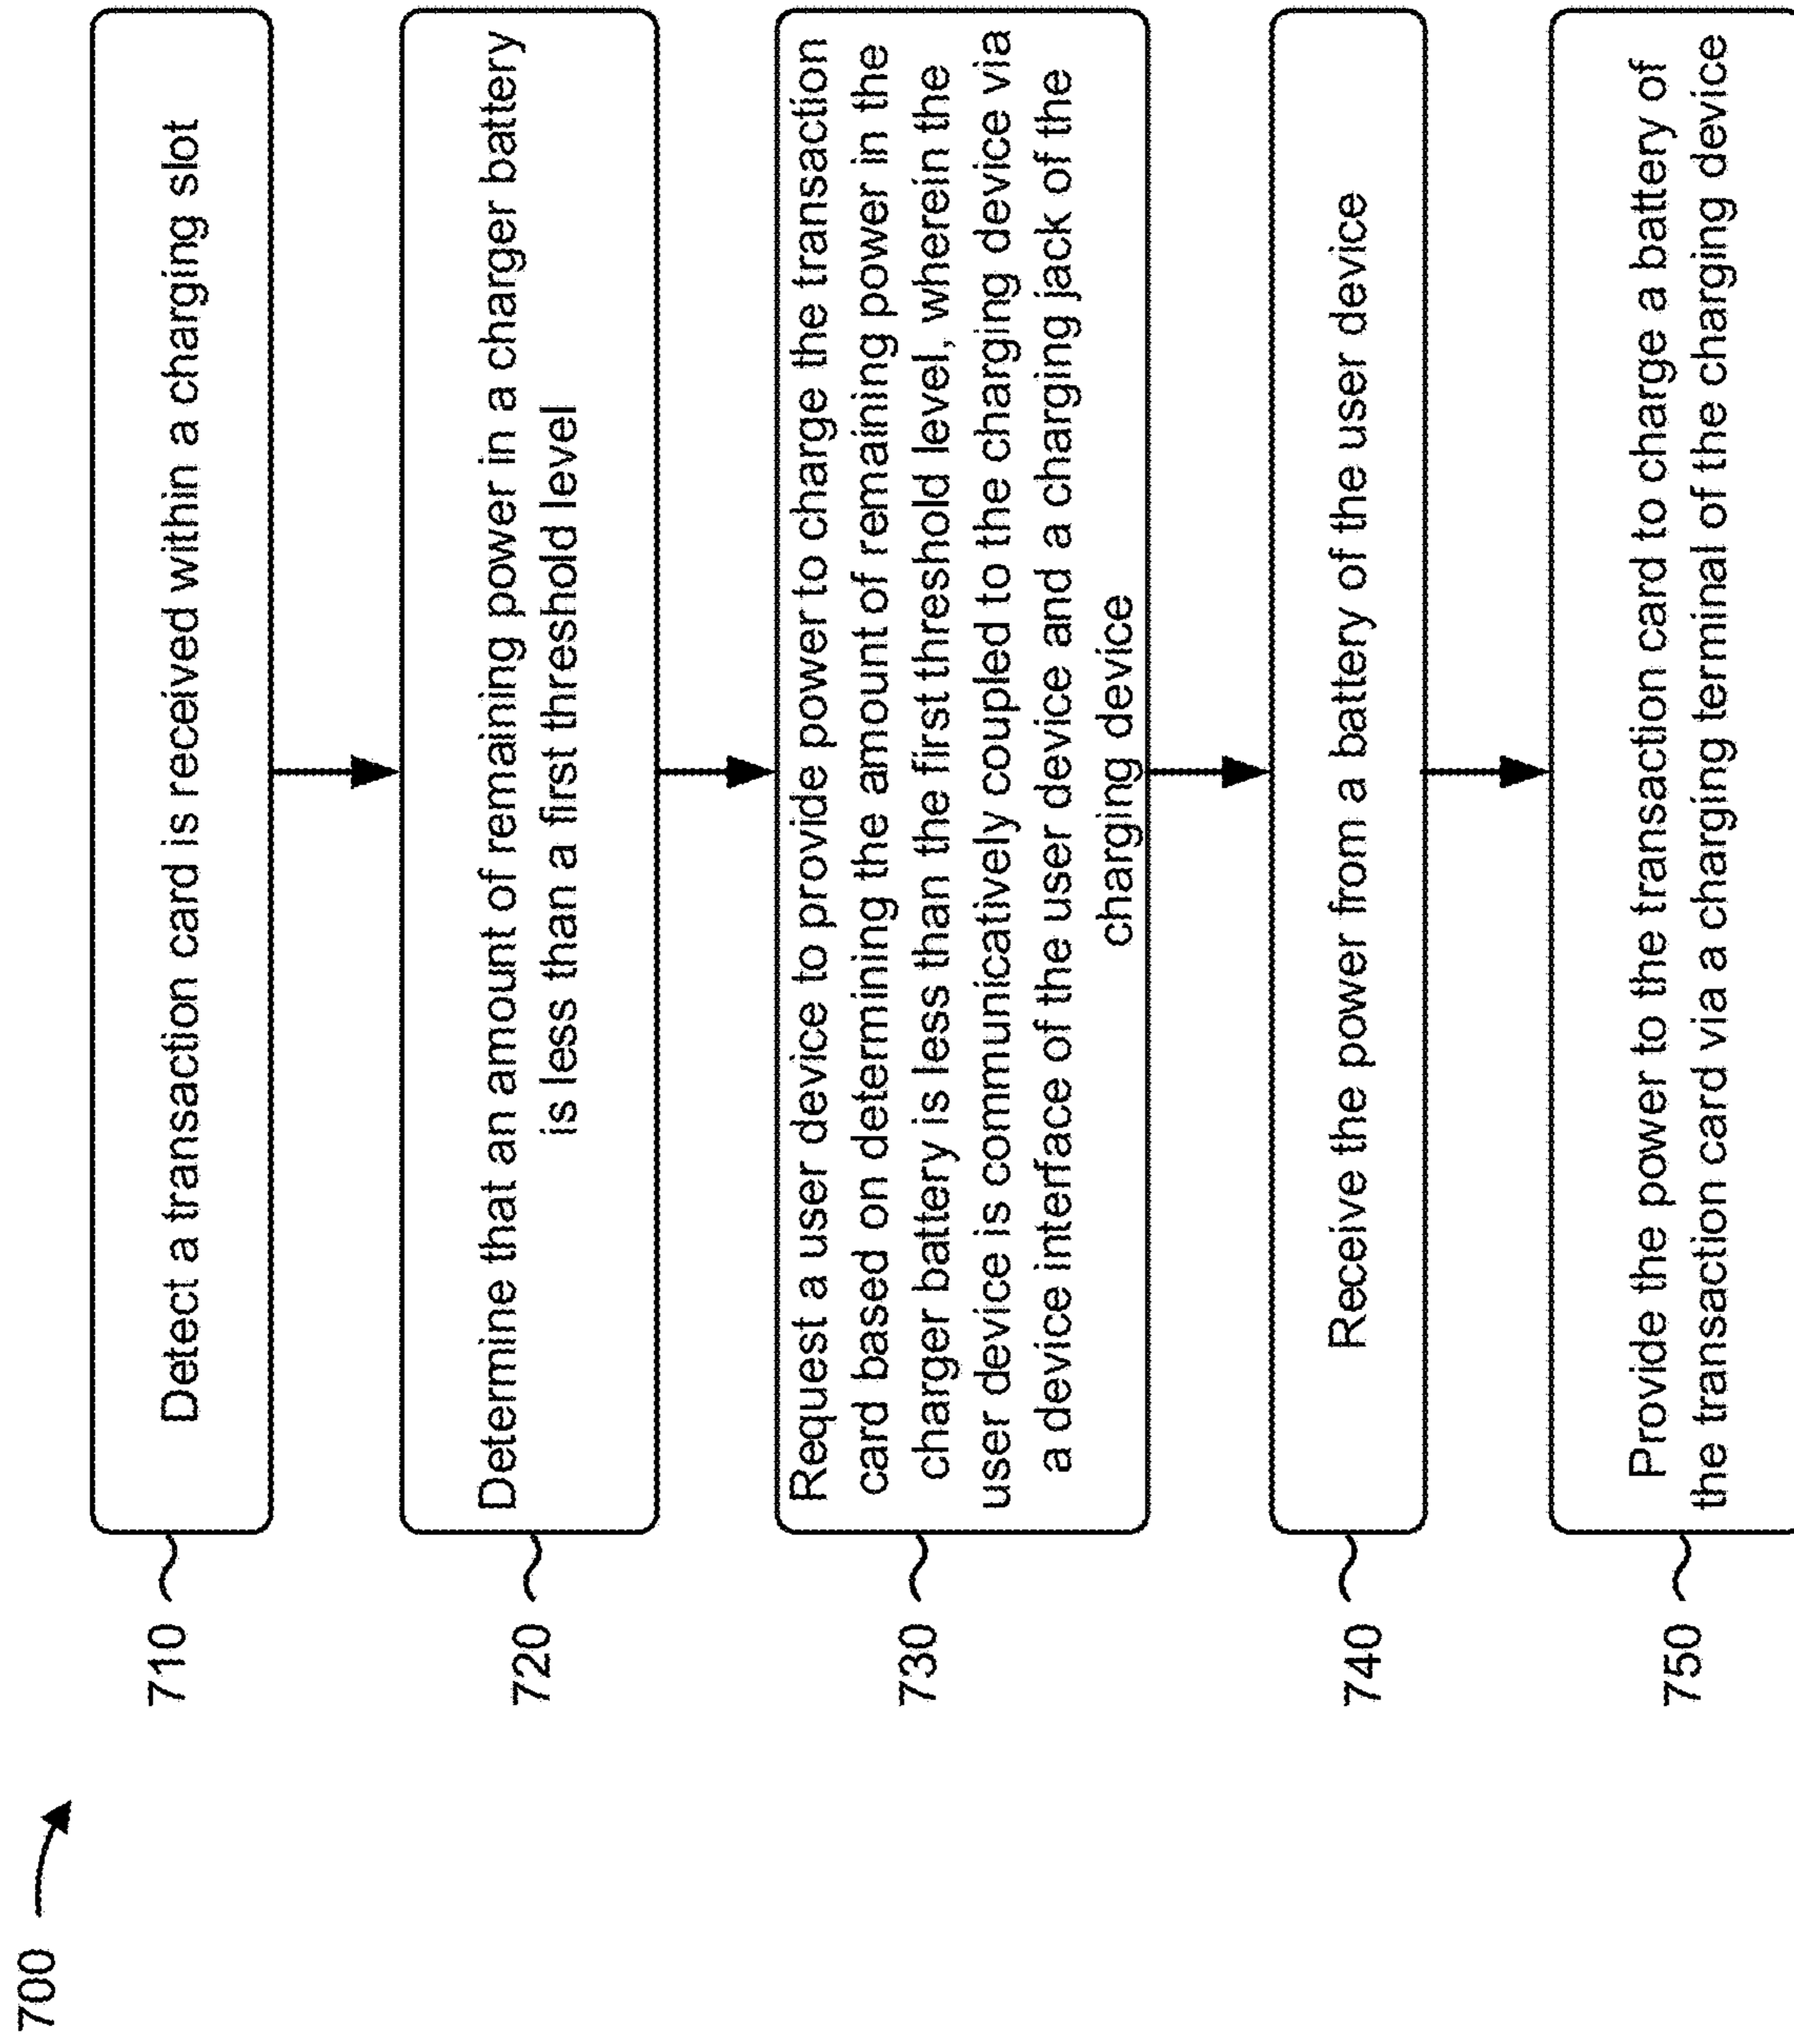 700
710
Detect a transaction card is received within a charging slot
720
Determine that an amount of remaining power in a charger battery
is less than a first threshold level
730
Request a user device to provide power to charge the transaction
card based on determining the amount of remaining power in the
charger battery is less than the first threshold level, wherein the
user device is communicatively coupled to the charging device via
a device interface of the user device and a charging jack of the
charging device
740
Receive the power from a battery of the user device
750
Provide the power to the transaction card to charge a battery of
the transaction card via a charging terminal of the charging device